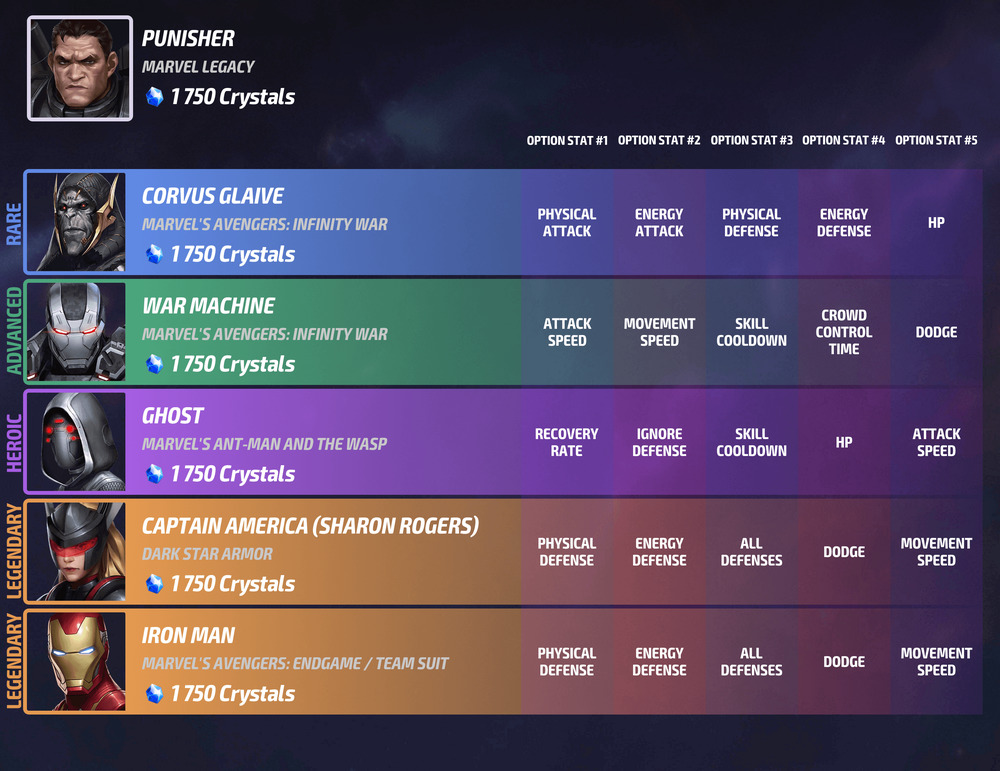 PUNISHER
MARVEL LEGACY
1 750 Crystals
OPTION STAT #1 OPTION STAT #2 OPTION STAT #3 OPTION STAT #4 OPTION STAT #5
RARE
CORVUS GLAIVE
MARVEL'S AVENGERS: INFINITY WAR
1 750 Crystals
PHYSICAL
ATTACK
ENERGY
ATTACK
PHYSICAL
DEFENSE
ENERGY
DEFENSE
HP
ADVANCED
WAR MACHINE
MARVEL'S AVENGERS: INFINITY WAR
1 750 Crystals
ATTACK
SPEED
MOVEMENT
SPEED
SKILL
COOLDOWN
CROWD
CONTROL
TIME
DODGE
HEROIC
GHOST
MARVEL'S ANT-MAN AND THE WASP
1 750 Crystals
RECOVERY
RATE
IGNORE
DEFENSE
SKILL
COOLDOWN
HP
ATTACK
SPEED
LEGENDARY
CAPTAIN AMERICA (SHARON ROGERS)
DARK STAR ARMOR
1 750 Crystals
PHYSICAL
DEFENSE
ENERGY
DEFENSE
ALL
DEFENSES
DODGE
MOVEMENT
SPEED
LEGENDARY
IRON MAN
MARVEL'S AVENGERS: ENDGAME / TEAM SUIT
1 750 Crystals
PHYSICAL
DEFENSE
ENERGY
DEFENSE
ALL
DEFENSES
DODGE
MOVEMENT
SPEED